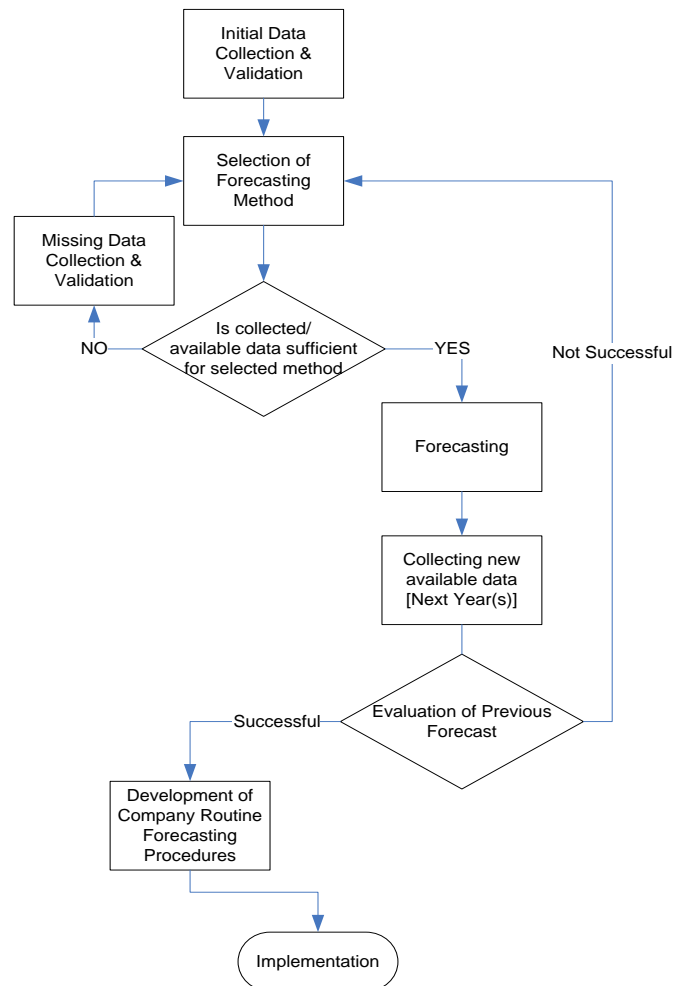 Initial Data
Collection &
Validation
Selection of
Forecasting
Method
Missing Data
Collection &
Validation
Is collected/
available data sufficient
for selected method
NO
YES
Not Successful
Forecasting
Collecting new
available data
[Next Year(s)]
Evaluation of Previous
Forecast
Successful
Development of
Company Routine
Forecasting
Procedures
Implementation